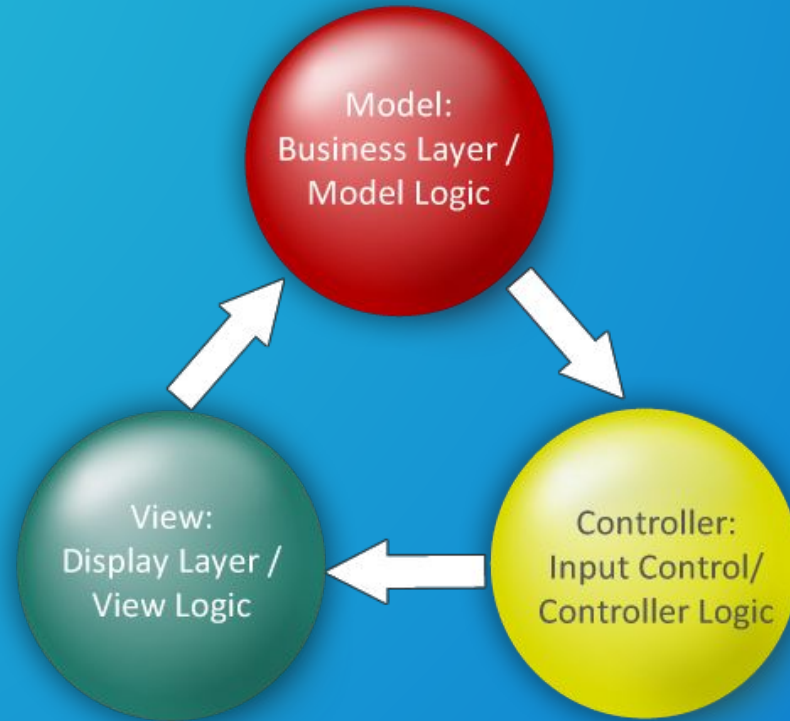 Model:
Business Layer /
Model Logic
View:
Display Layer /
View Logic
Controller:
Input Control/
Controller Logic